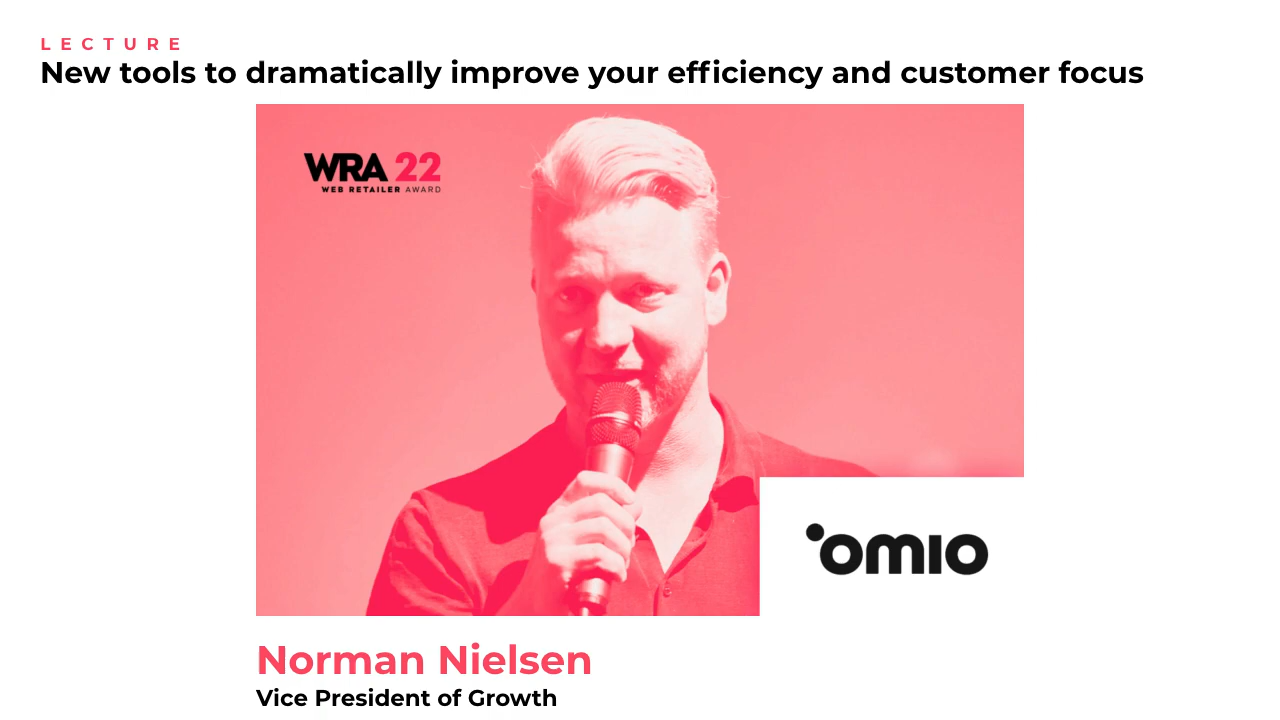 LECTURE
New tools to dramatically improve your efficiency and customer focus
WRA 22
WEB RETAILER AWARD
omio
Norman Nielsen
Vice President of Growth